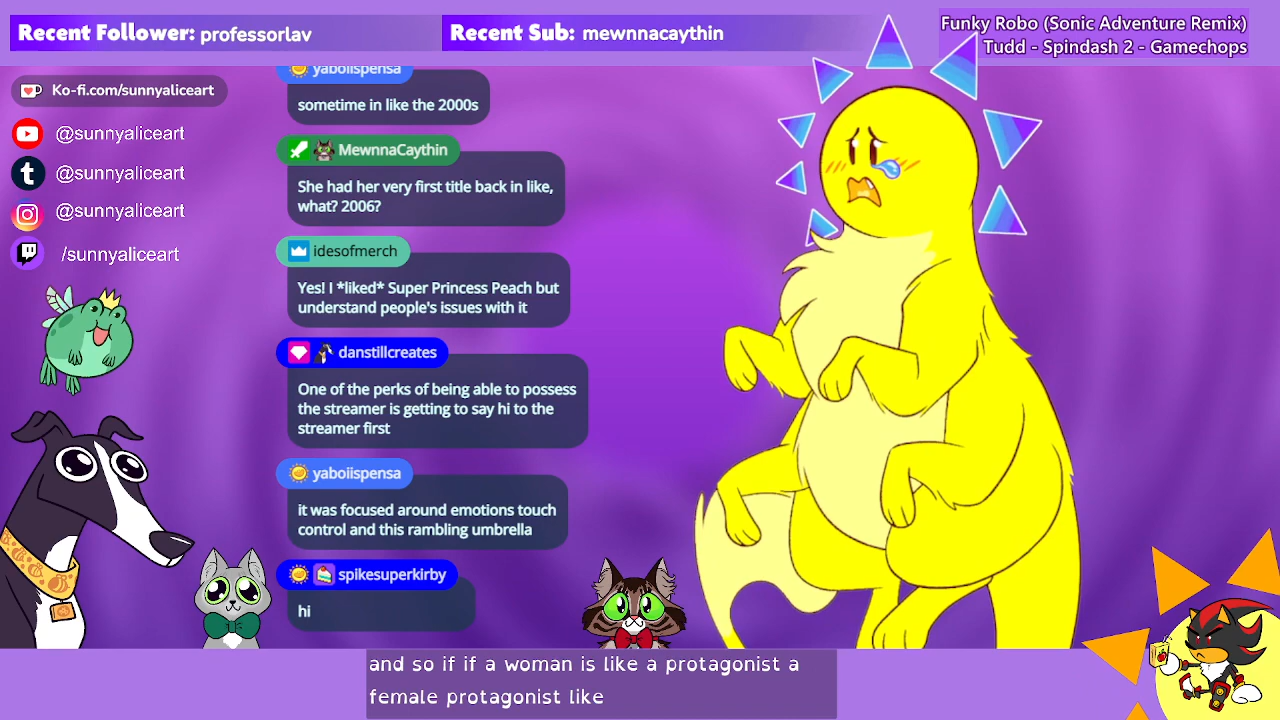 Recent Follower: professorlav
Recent Sub: mewnnacaythin
Funky Robo (Sonic Adventure Remix)
Tudd - Spindash 2 - Gamechops
Ko-fi.com/sunnyaliceart
@sunnyaliceart
@sunnyaliceart
@sunnyaliceart
/sunnyaliceart
yaboiispensa
sometime in like the 2000s
MewnnaCaythin
She had her very first title back in like,
what? 2006?
idesofmerch
Yes! I *liked* Super Princess Peach but
understand people's issues with it
danstillcreates
One of the perks of being able to possess
the streamer is getting to say hi to the
streamer first
yaboiispensa
it was focused around emotions touch
control and this rambling umbrella
spikesuperkirby
hi
and so if if a woman is like a protagonist a
female protagonist like